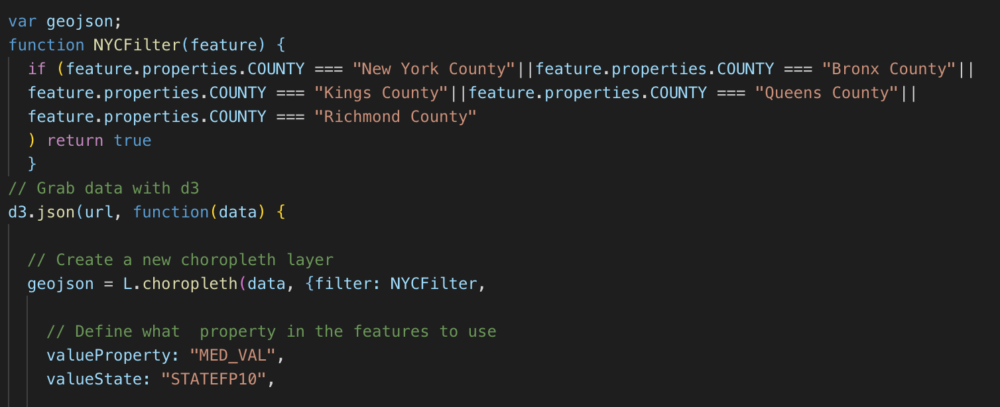 var geojson;
function NYCFilter(feature) {
  if (feature.properties.COUNTY === "New York County"||feature.properties.COUNTY === "Bronx County"||
  feature.properties.COUNTY === "Kings County"||feature.properties.COUNTY === "Queens County"||
  feature.properties.COUNTY === "Richmond County"
  ) return true
  }
// Grab data with d3
d3.json(url, function(data) {
  // Create a new choropleth layer
  geojson = L.choropleth(data, {filter: NYCFilter,
    // Define what  property in the features to use
    valueProperty: "MED_VAL",
    valueState: "STATEFP10",